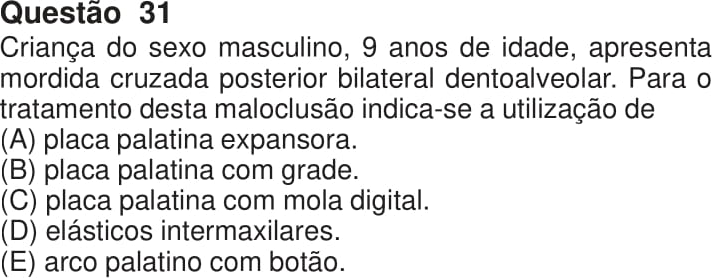 Questão 31
Criança do sexo masculino, 9 anos de idade, apresenta
mordida cruzada posterior bilateral dentoalveolar. Para o
tratamento desta maloclusão indica-se a utilização de
(A) placa palatina expansora.
(B) placa palatina com grade.
(C) placa palatina com mola digital.
(D) elásticos intermaxilares.
(E) arco palatino com botão.